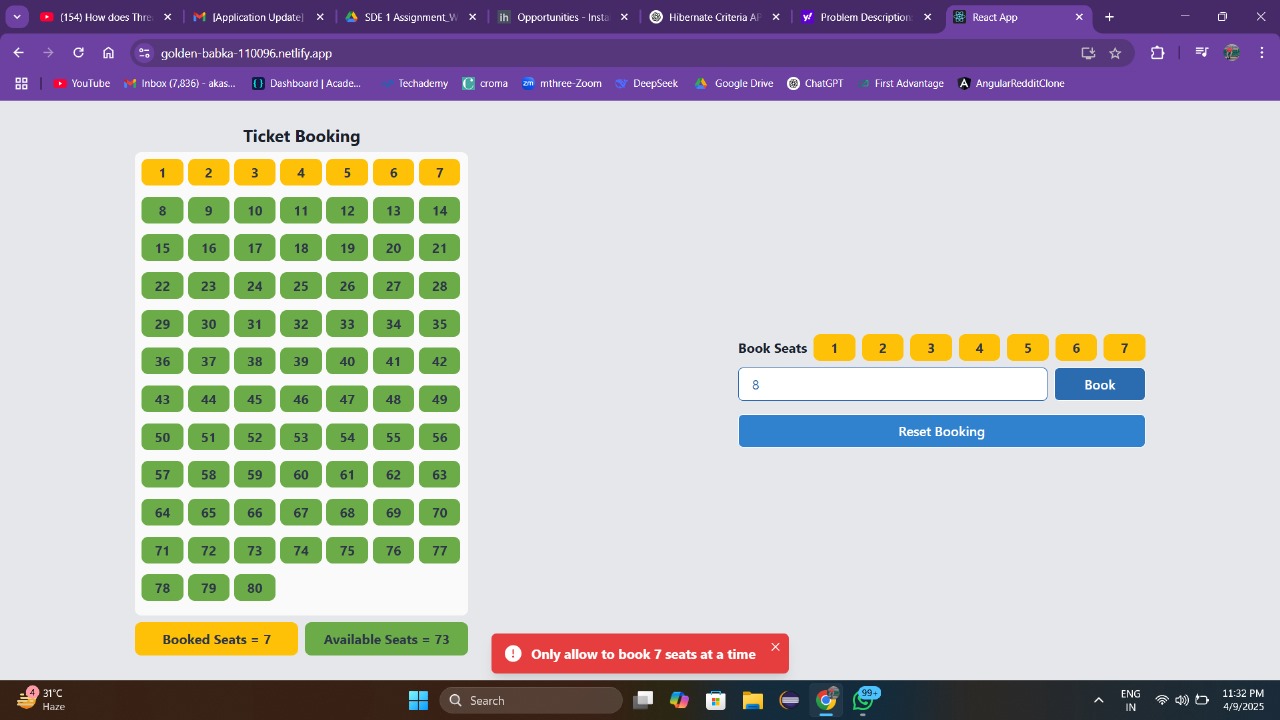 (154) How does Thre
[Application Update]
SDE 1 Assignment_W
ih Opportunities - Insta
Hibernate Criteria AP
Problem Description
React App
golden-babka-110096.netlify.app
YouTube
Inbox (7,836) - akas...
Dashboard | Acade...
Techademy
croma
zm mthree-Zoom
DeepSeek
Google Drive
ChatGPT
First Advantage
AngularRedditClone
Ticket Booking
1 2 3 4 5 6 7
8 9 10 11 12 13 14
15 16 17 18 19 20 21
22 23 24 25 26 27 28
29 30 31 32 33 34 35
36 37 38 39 40 41 42
43 44 45 46 47 48 49
50 51 52 53 54 55 56
57 58 59 60 61 62 63
64 65 66 67 68 69 70
71 72 73 74 75 76 77
78 79 80
Booked Seats = 7
Available Seats = 73
Book Seats 1 2 3 4 5 6 7
8
Book
Reset Booking
Only allow to book 7 seats at a time
4
31°C
Haze
Search
99+
ENG
IN
11:32 PM
4/9/2025